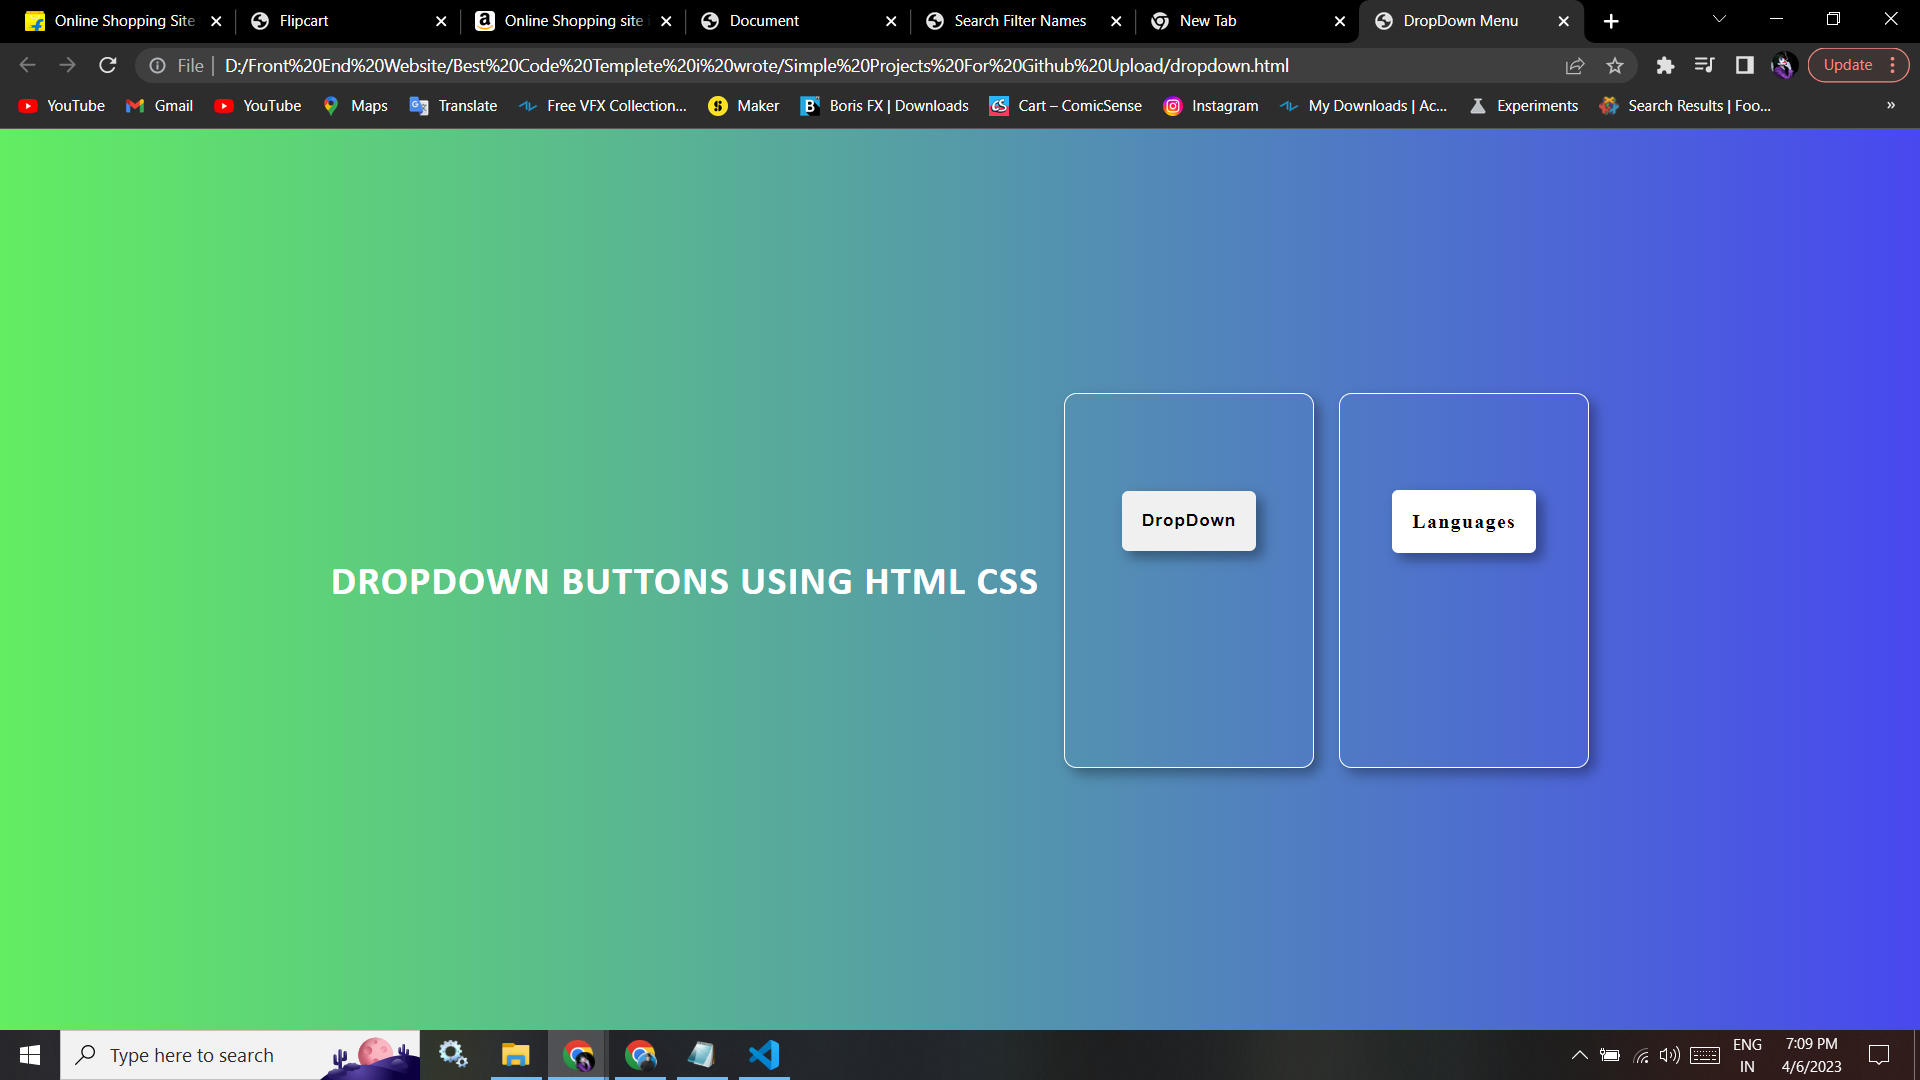 Online Shopping Site
Flipcart
Online Shopping site
Document
Search Filter Names
New Tab
DropDown Menu
File
D:/Front%20End%20Website/Best%20Code%20Templete%20i%20wrote/Simple%20Projects%20For%20Github%20Upload/dropdown.html
Update
YouTube
Gmail
YouTube
Maps
Translate
Free VFX Collection...
Maker
Boris FX | Downloads
Cart – ComicSense
Instagram
My Downloads | Ac...
Experiments
Search Results | Foo...
»
DROPDOWN BUTTONS USING HTML CSS
DropDown
Languages
Type here to search
ENG
IN
7:09 PM
4/6/2023